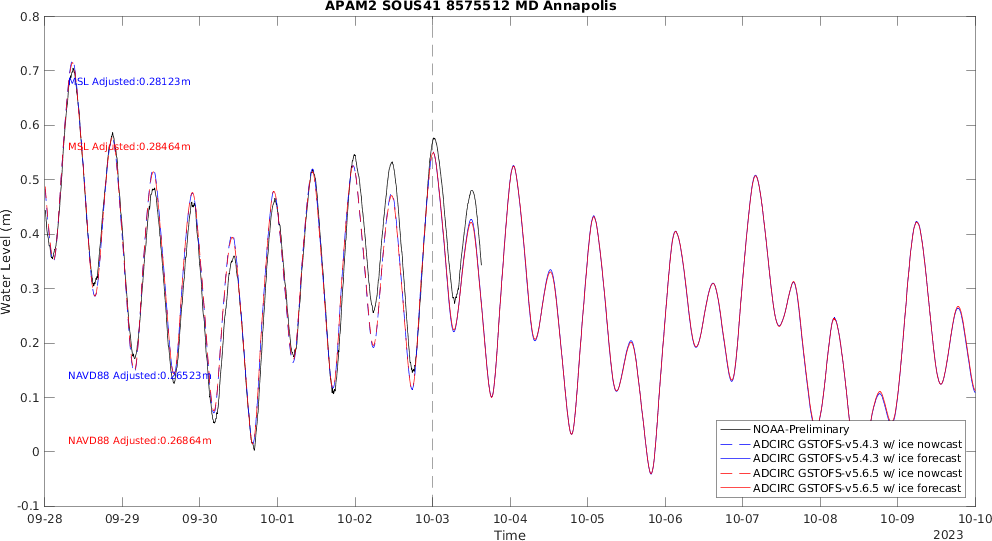 APAM2 SOUS41 8575512 MD Annapolis
0.8
0.7
0.6
0.5
0.4
0.3
0.2
0.1
0
-0.1
Water Level (m)
MSL Adjusted:0.28123m
MSL Adjusted:0.28464m
NAVD88 Adjusted:0.26523m
NAVD88 Adjusted:0.26864m
NOAA-Preliminary
ADCIRC GSTOFS-v5.4.3 w/ ice nowcast
ADCIRC GSTOFS-v5.4.3 w/ ice forecast
ADCIRC GSTOFS-v5.6.5 w/ ice nowcast
ADCIRC GSTOFS-v5.6.5 w/ ice forecast
09-28 09-29 09-30 10-01 10-02 10-03 10-04 10-05 10-06 10-07 10-08 10-09 10-10
Time
2023